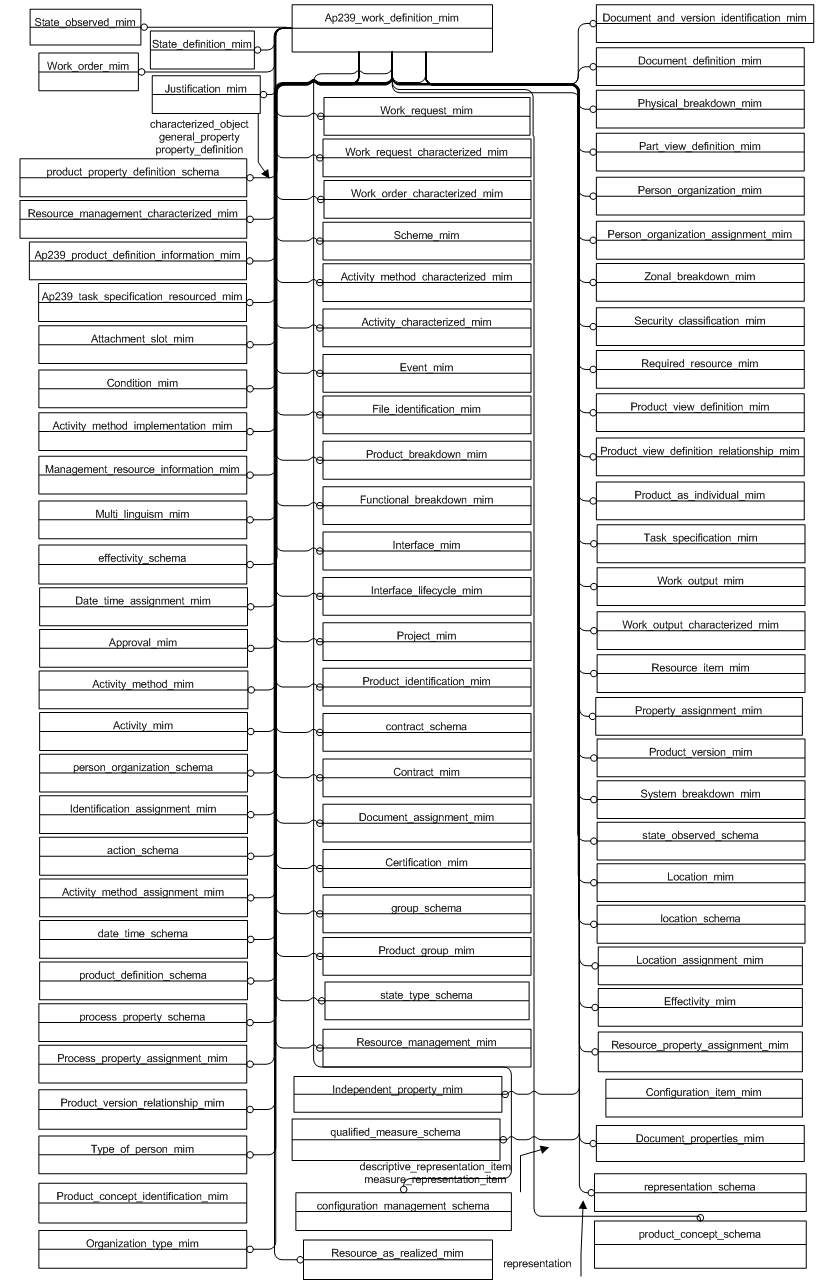 Ap239_work_definition_mim
State_observed_mim
State_definition_mim
Work_order_mim
Justification_mim
characterized_object
general_property
property_definition
product_property_definition_schema
Resource_management_characterized_mim
Ap239_product_definition_information_mim
Ap239_task_specification_resourced_mim
Attachment_slot_mim
Condition_mim
Activity_method_implementation_mim
Management_resource_information_mim
Multi_linguism_mim
effectivity_schema
Date_time_assignment_mim
Approval_mim
Activity_method_mim
Activity_mim
person_organization_schema
Identification_assignment_mim
action_schema
Activity_method_assignment_mim
date_time_schema
product_definition_schema
process_property_schema
Process_property_assignment_mim
Product_version_relationship_mim
Type_of_person_mim
Product_concept_identification_mim
Organization_type_mim
Work_request_mim
Work_request_characterized_mim
Work_order_characterized_mim
Scheme_mim
Activity_method_characterized_mim
Activity_characterized_mim
Event_mim
File_identification_mim
Product_breakdown_mim
Functional_breakdown_mim
Interface_mim
Interface_lifecycle_mim
Project_mim
Product_identification_mim
contract_schema
Contract_mim
Document_assignment_mim
Certification_mim
group_schema
Product_group_mim
state_type_schema
Resource_management_mim
Independent_property_mim
qualified_measure_schema
descriptive_representation_item
measure_representation_item
configuration_management_schema
Resource_as_realized_mim
Document_and_version_identification_mim
Document_definition_mim
Physical_breakdown_mim
Part_view_definition_mim
Person_organization_mim
Person_organization_assignment_mim
Zonal_breakdown_mim
Security_classification_mim
Required_resource_mim
Product_view_definition_mim
Product_view_definition_relationship_mim
Product_as_individual_mim
Task_specification_mim
Work_output_mim
Work_output_characterized_mim
Resource_item_mim
Property_assignment_mim
Product_version_mim
System_breakdown_mim
state_observed_schema
Location_mim
location_schema
Location_assignment_mim
Effectivity_mim
Resource_property_assignment_mim
Configuration_item_mim
Document_properties_mim
representation_schema
product_concept_schema
representation